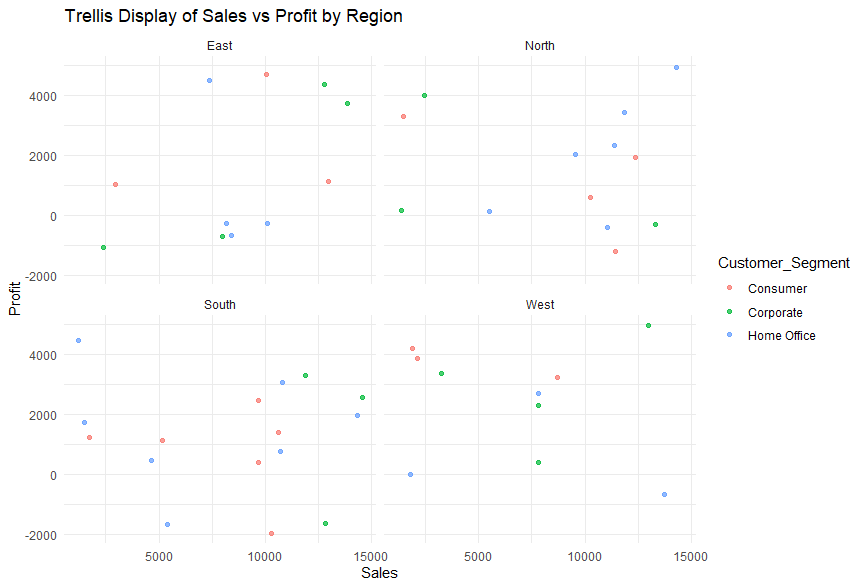 Trellis Display of Sales vs Profit by Region
East
North
4000
2000
0
-2000
South
West
4000
2000
0
-2000
Profit
5000
10000
15000
5000
10000
15000
Sales
Customer_Segment
Consumer
Corporate
Home Office